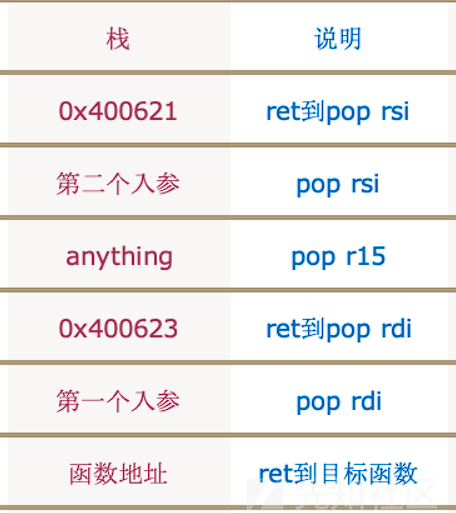 栈 说明
0x400621 ret到pop rsi
第二个入参 pop rsi
anything pop r15
0x400623 ret到pop rdi
第一个入参 pop rdi
函数地址 ret到目标函数
先知社区